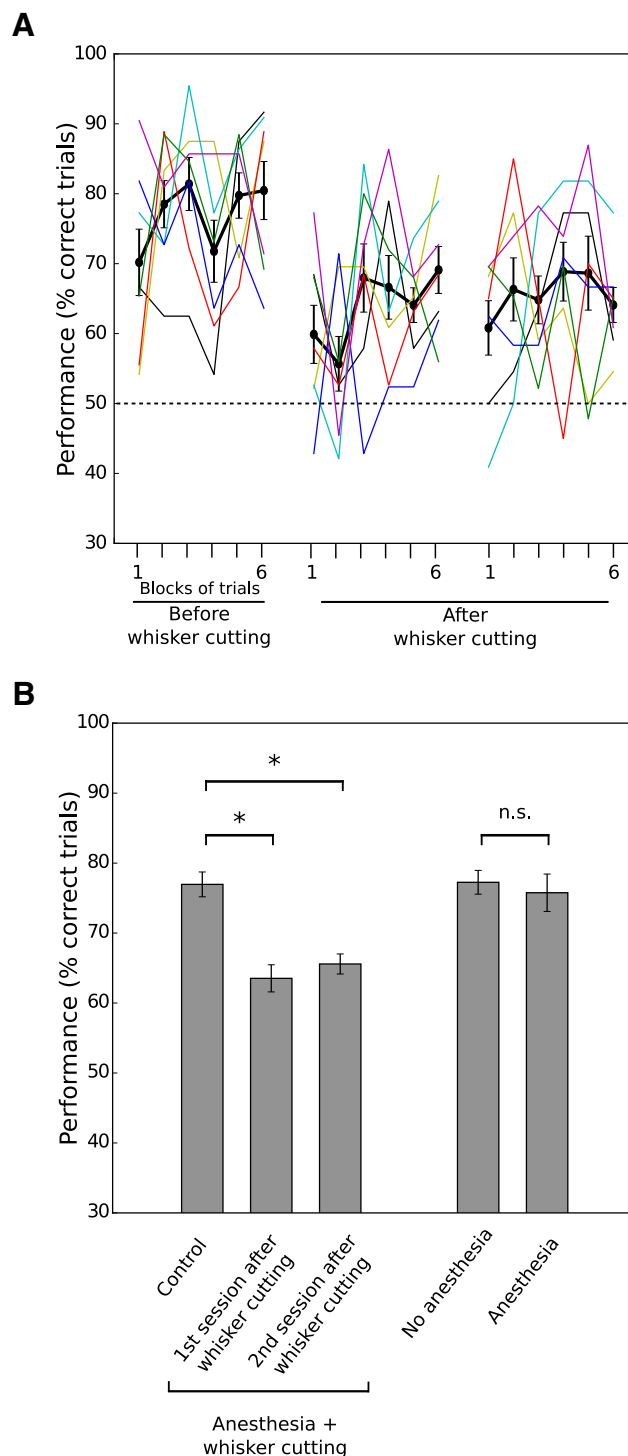 A
100
90
80
70
60
50
40
30
Performance (% correct trials)
1 6 1 6 1 6
Blocks of trials
Before
whisker cutting
After
whisker cutting
B
100
90
80
70
60
50
40
30
Performance (% correct trials)
*
*
n.s.
Control
1st session after
whisker cutting
2nd session after
whisker cutting
No anesthesia
Anesthesia
Anesthesia +
whisker cutting